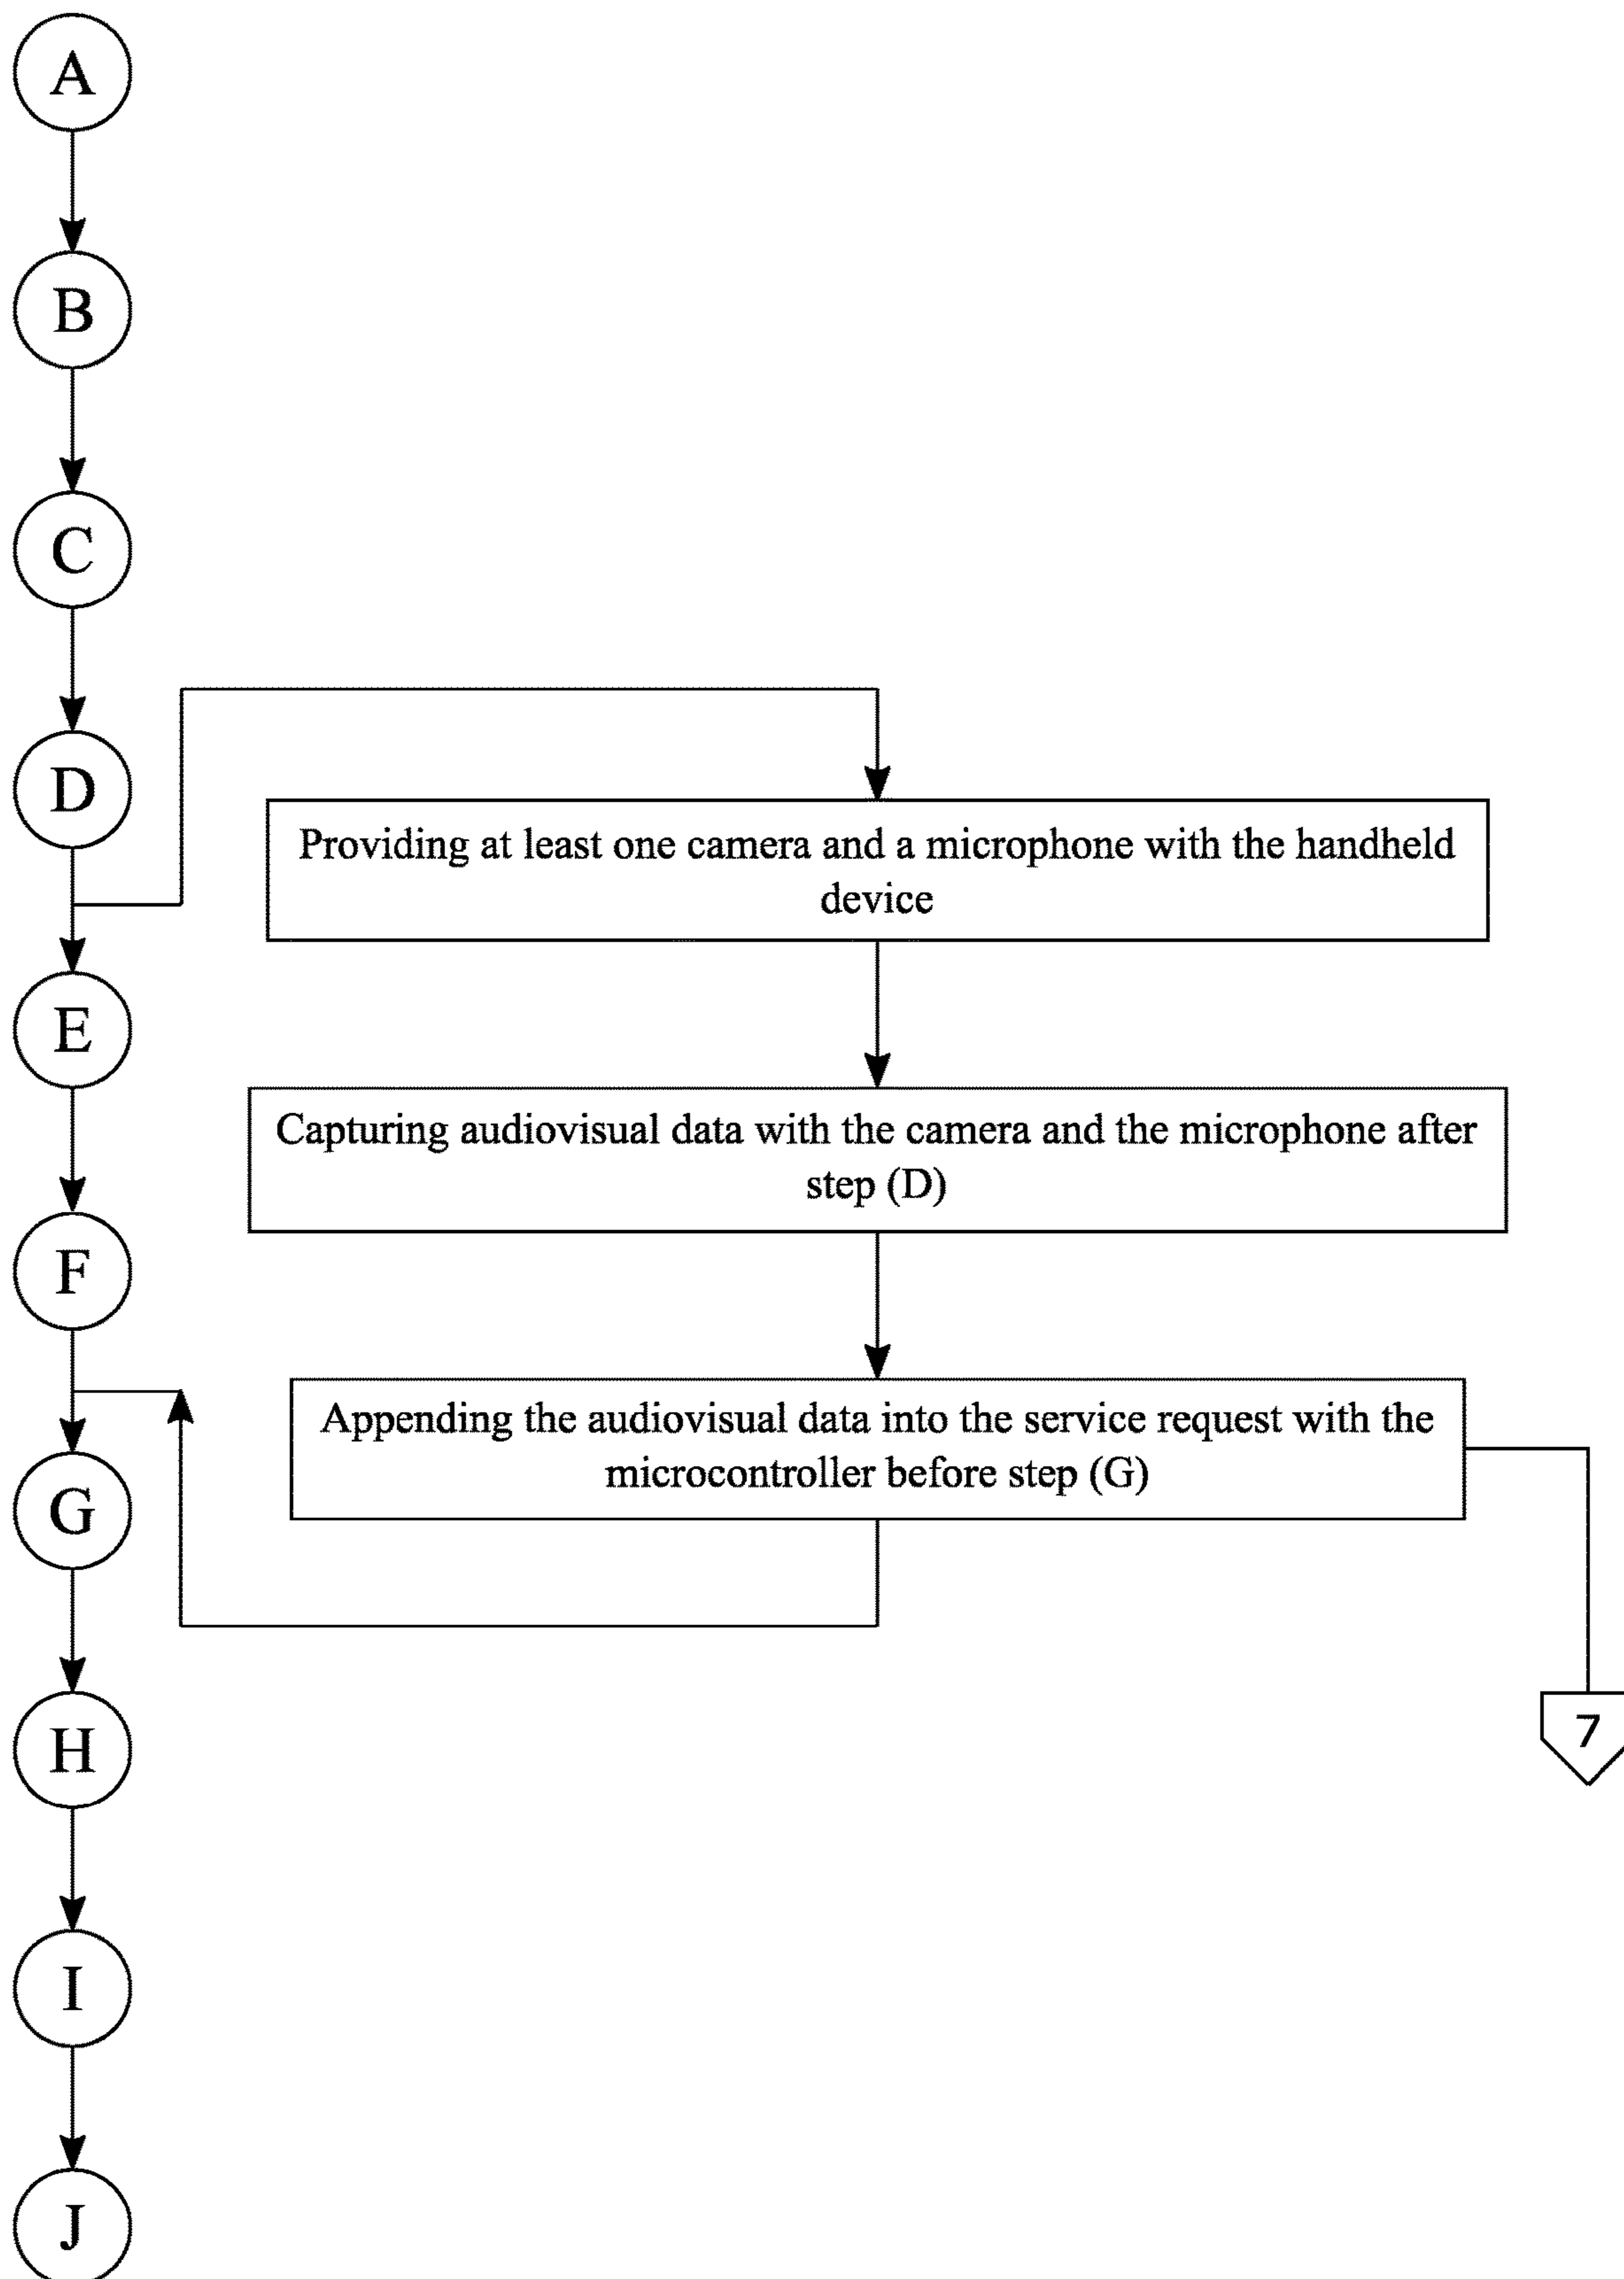 A
B
C
D
Providing at least one camera and a microphone with the handheld
device
E
Capturing audiovisual data with the camera and the microphone after
step (D)
F
Appending the audiovisual data into the service request with the
microcontroller before step (G)
G
H
7
I
J